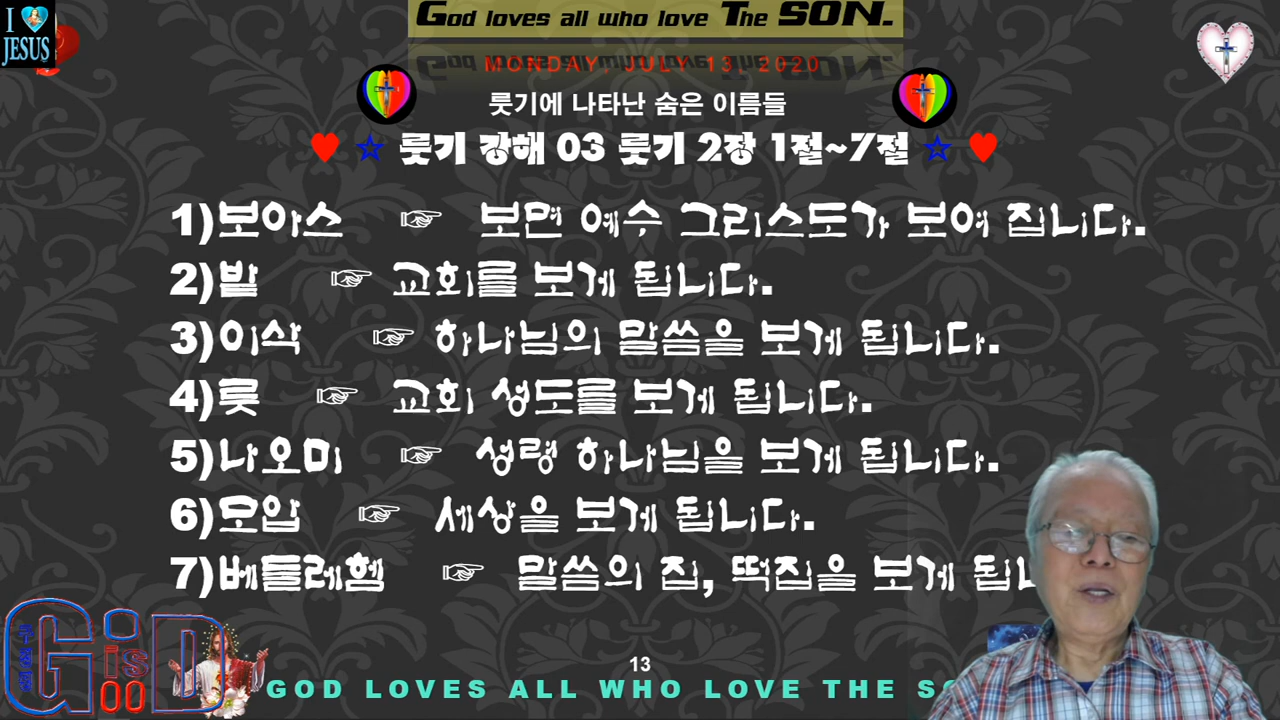 I
JESUS
God loves all who love The SON.
MONDAY, JULY 13, 2020
룻기에 나타난 숨은 이름들
룻기 강해 03 룻기 2장 1절~7절
1)보아스 ☞ 보면 예수 그리스도가 보여 집니다.
2)밭 ☞ 교회를 보게 됩니다.
3)이삭 ☞ 하나님의 말씀을 보게 됩니다.
4)룻 ☞ 교회 성도를 보게 됩니다.
5)나오미 ☞ 성령 하나님을 보게 됩니다.
6)모압 ☞ 세상을 보게 됩니다.
7)베들레헴 ☞ 말씀의 집, 떡집을 보게 됩니
GiD
is
00
13
GOD LOVES ALL WHO LOVE THE SO